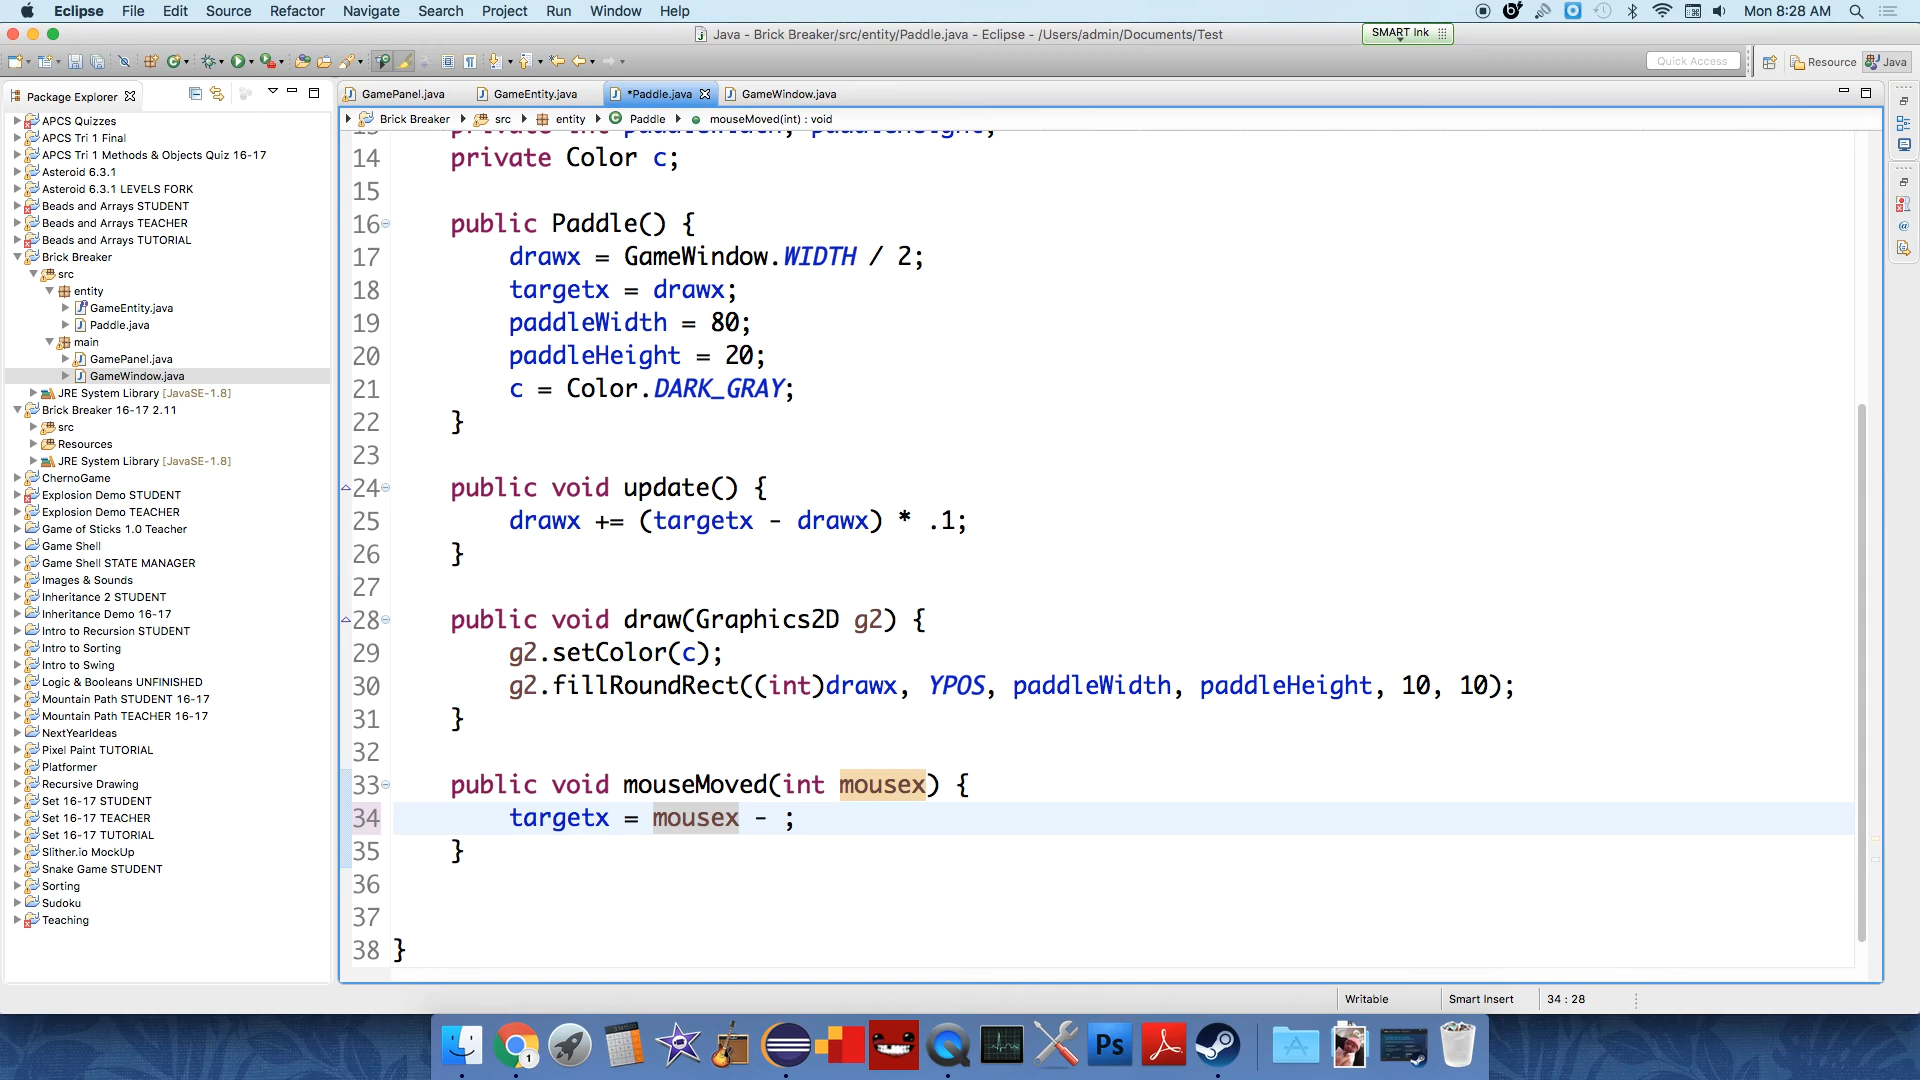 Eclipse File Edit Source Refactor Navigate Search Project Run Window Help Mon 8:28 AM
Java - Brick Breaker/src/entity/Paddle.java - Eclipse - /Users/admin/Documents/Test SMART Ink
Quick Access Resource Java
Package Explorer GamePanel.java GameEntity.java *Paddle.java GameWindow.java
Brick Breaker src entity Paddle mouseMoved(int) : void
APCS Quizzes
APCS Tri 1 Final
APCS Tri 1 Methods & Objects Quiz 16-17
Asteroid 6.3.1
Asteroid 6.3.1 LEVELS FORK
Beads and Arrays STUDENT
Beads and Arrays TEACHER
Beads and Arrays TUTORIAL
Brick Breaker
src
entity
GameEntity.java
Paddle.java
main
GamePanel.java
GameWindow.java
JRE System Library [JavaSE-1.8]
Brick Breaker 16-17 2.11
src
Resources
JRE System Library [JavaSE-1.8]
ChernoGame
Explosion Demo STUDENT
Explosion Demo TEACHER
Game of Sticks 1.0 Teacher
Game Shell
Game Shell STATE MANAGER
Images & Sounds
Inheritance 2 STUDENT
Inheritance Demo 16-17
Intro to Recursion STUDENT
Intro to Sorting
Intro to Swing
Logic & Booleans UNFINISHED
Mountain Path STUDENT 16-17
Mountain Path TEACHER 16-17
NextYearIdeas
Pixel Paint TUTORIAL
Platformer
Recursive Drawing
Set 16-17 STUDENT
Set 16-17 TEACHER
Set 16-17 TUTORIAL
Slither.io MockUp
Snake Game STUDENT
Sorting
Sudoku
Teaching
13 private int paddleWidth, paddleHeight;
14 private Color c;
15
16 public Paddle() {
17 drawx = GameWindow.WIDTH / 2;
18 targetx = drawx;
19 paddleWidth = 80;
20 paddleHeight = 20;
21 c = Color.DARK_GRAY;
22 }
23
24 public void update() {
25 drawx += (targetx - drawx) * .1;
26 }
27
28 public void draw(Graphics2D g2) {
29 g2.setColor(c);
30 g2.fillRoundRect((int)drawx, YPOS, paddleWidth, paddleHeight, 10, 10);
31 }
32
33 public void mouseMoved(int mousex) {
34 targetx = mousex - ;
35 }
36
37
38 }
Writable Smart Insert 34 : 28
1 Ps